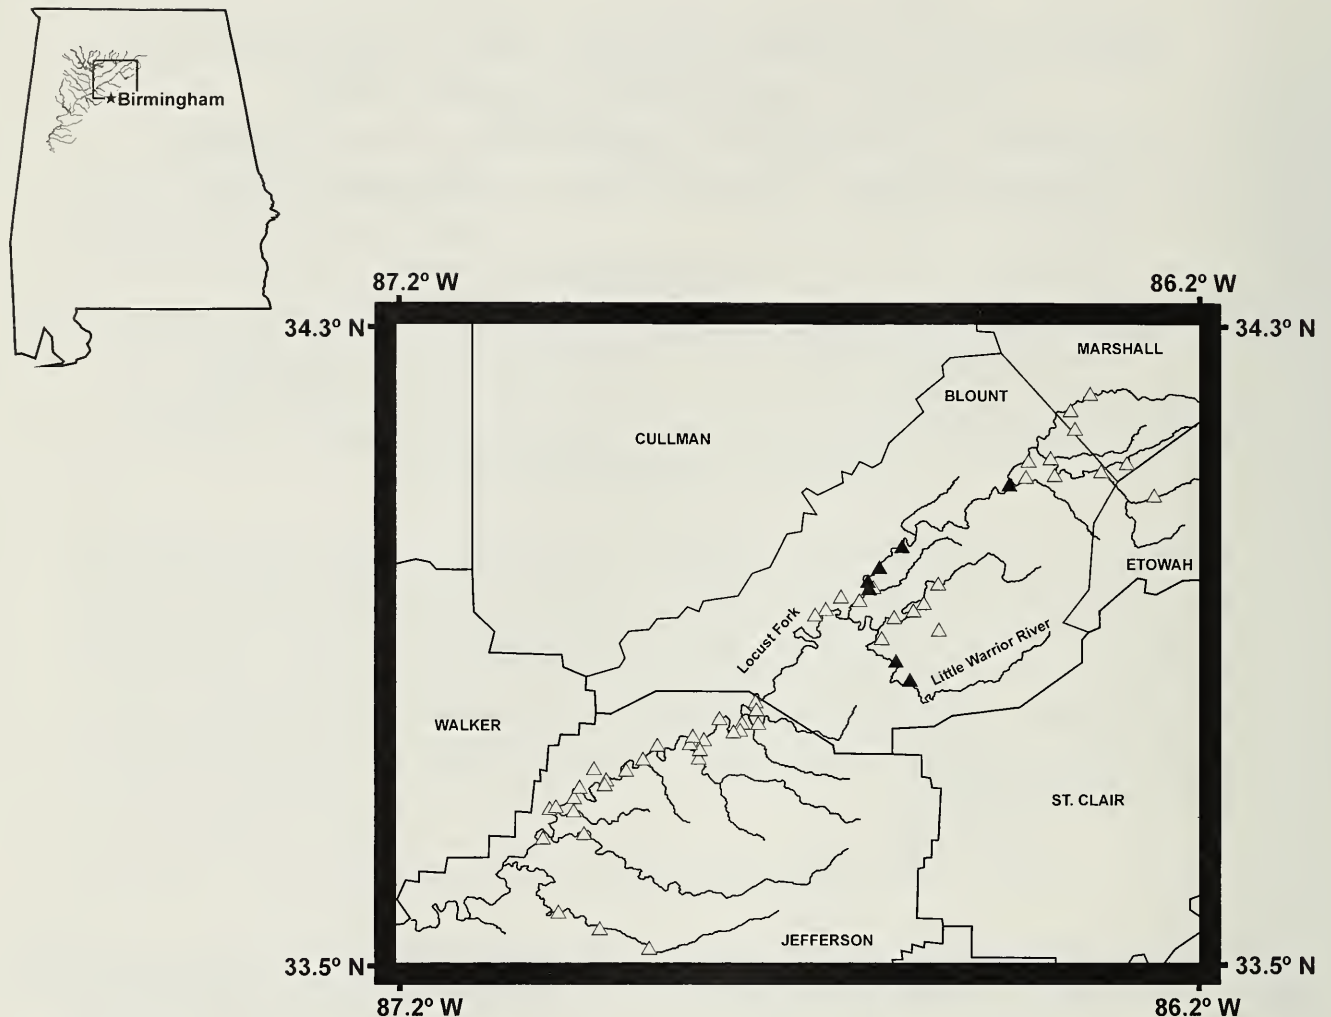 ★Birmingham
87.2° W
86.2° W
34.3° N
34.3° N
MARSHALL
BLOUNT
CULLMAN
ETOWAH
Locust Fork
Little Warrior River
WALKER
ST. CLAIR
JEFFERSON
33.5° N
33.5° N
87.2° W
86.2° W